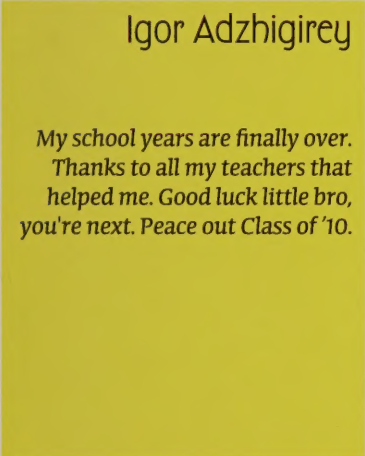 Igor Adzhigirey
My school years are finally over.
Thanks to all my teachers that
helped me. Good luck little bro,
you're next. Peace out Class of '10.